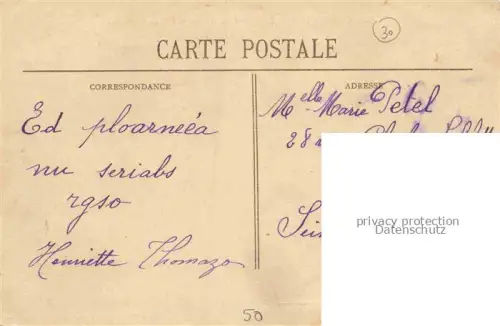 30
CARTE POSTALE
CORRESPONDANCE
ADRESSE
Melle Marie Petel
28
Ed ploarneéa
nu seriabs
rgso
Henriette Thomazo
privacy protection
Datenschutz
50